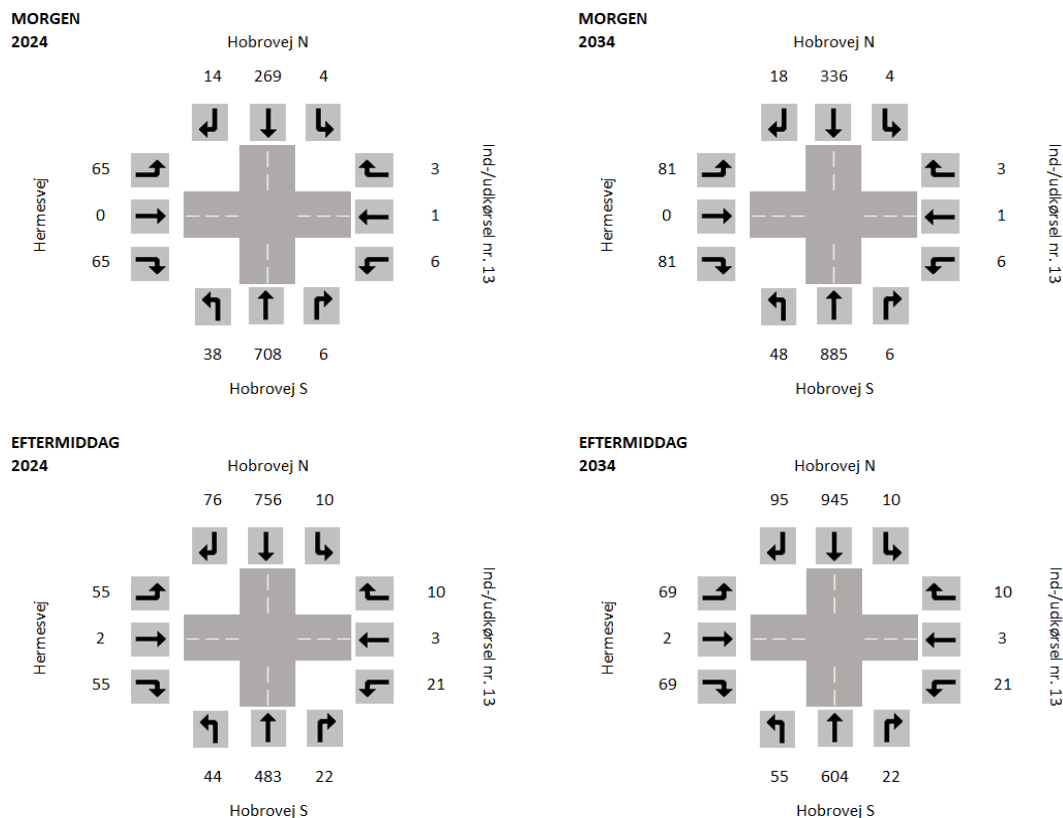 MORGEN
2024
Hobrovej N
14 269 4
65
0
65
Hermesvej
3
1
6
Ind-/udkørsel nr. 13
38 708 6
Hobrovej S
MORGEN
2034
Hobrovej N
18 336 4
81
0
81
Hermesvej
3
1
6
Ind-/udkørsel nr. 13
48 885 6
Hobrovej S
EFTERMIDDAG
2024
Hobrovej N
76 756 10
55
2
55
Hermesvej
10
3
21
Ind-/udkørsel nr. 13
44 483 22
Hobrovej S
EFTERMIDDAG
2034
Hobrovej N
95 945 10
69
2
69
Hermesvej
10
3
21
Ind-/udkørsel nr. 13
55 604 22
Hobrovej S